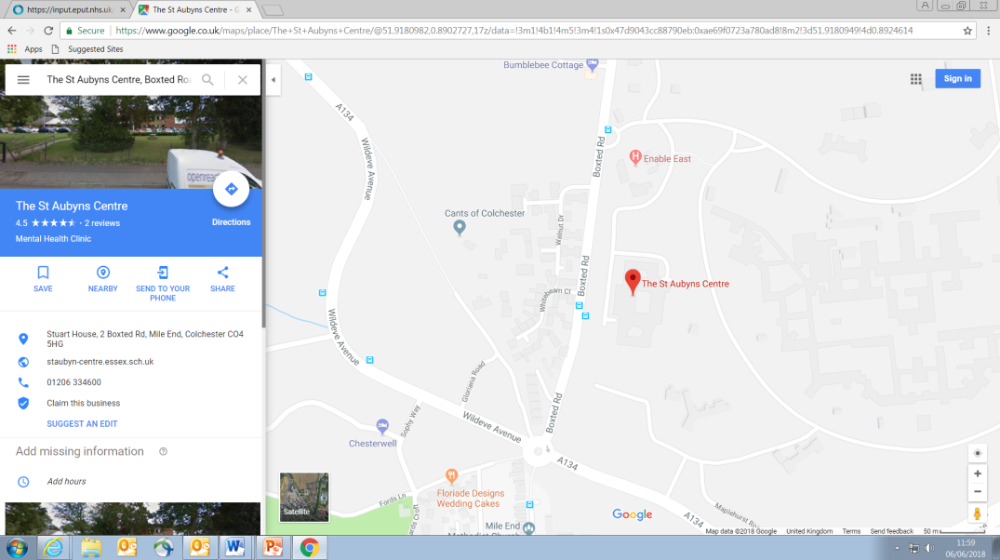 https://input.eput.nhs.uk
The St Aubyns Centre - G
Secure
https://www.google.co.uk/maps/place/The+St+Aubyns+Centre/@51.9180982,0.8902727,17z/data=!3m1!4b1!4m5!3m4!1s0x47d9043cc88790eb:0xae69f0723a780ad8!8m2!3d51.9180949!4d0.8924614
Apps
Suggested Sites
The St Aubyns Centre, Boxted Ro
openrea
The St Aubyns Centre
4.5 ★★★★★ - 2 reviews
Mental Health Clinic
Directions
SAVE
NEARBY
SEND TO YOUR
PHONE
SHARE
Stuart House, 2 Boxted Rd, Mile End, Colchester CO4
5HG
staubyn-centre.essex.sch.uk
01206 334600
Claim this business
SUGGEST AN EDIT
Add missing information
Add hours
Sign in
Bumblebee Cottage
A134
Wildeve Avenue
Boxted Rd
Enable East
Cants of Colchester
Walnut Dr
Boxted Rd
The St Aubyns Centre
Whitebeam Cl
Wildeve Avenue
Gloriana Road
Boxted Rd
Sophy Way
Wildeve Avenue
Chesterwell
A134
Floriade Designs
Wedding Cakes
Fords Ln
ards Croft
Mile End
Methodist Church
A134
Maplehurst Rd
Satellite
Google
Map data ©2018 Google
United Kingdom
Terms
Send feedback
50 m
11:59
06/06/2018